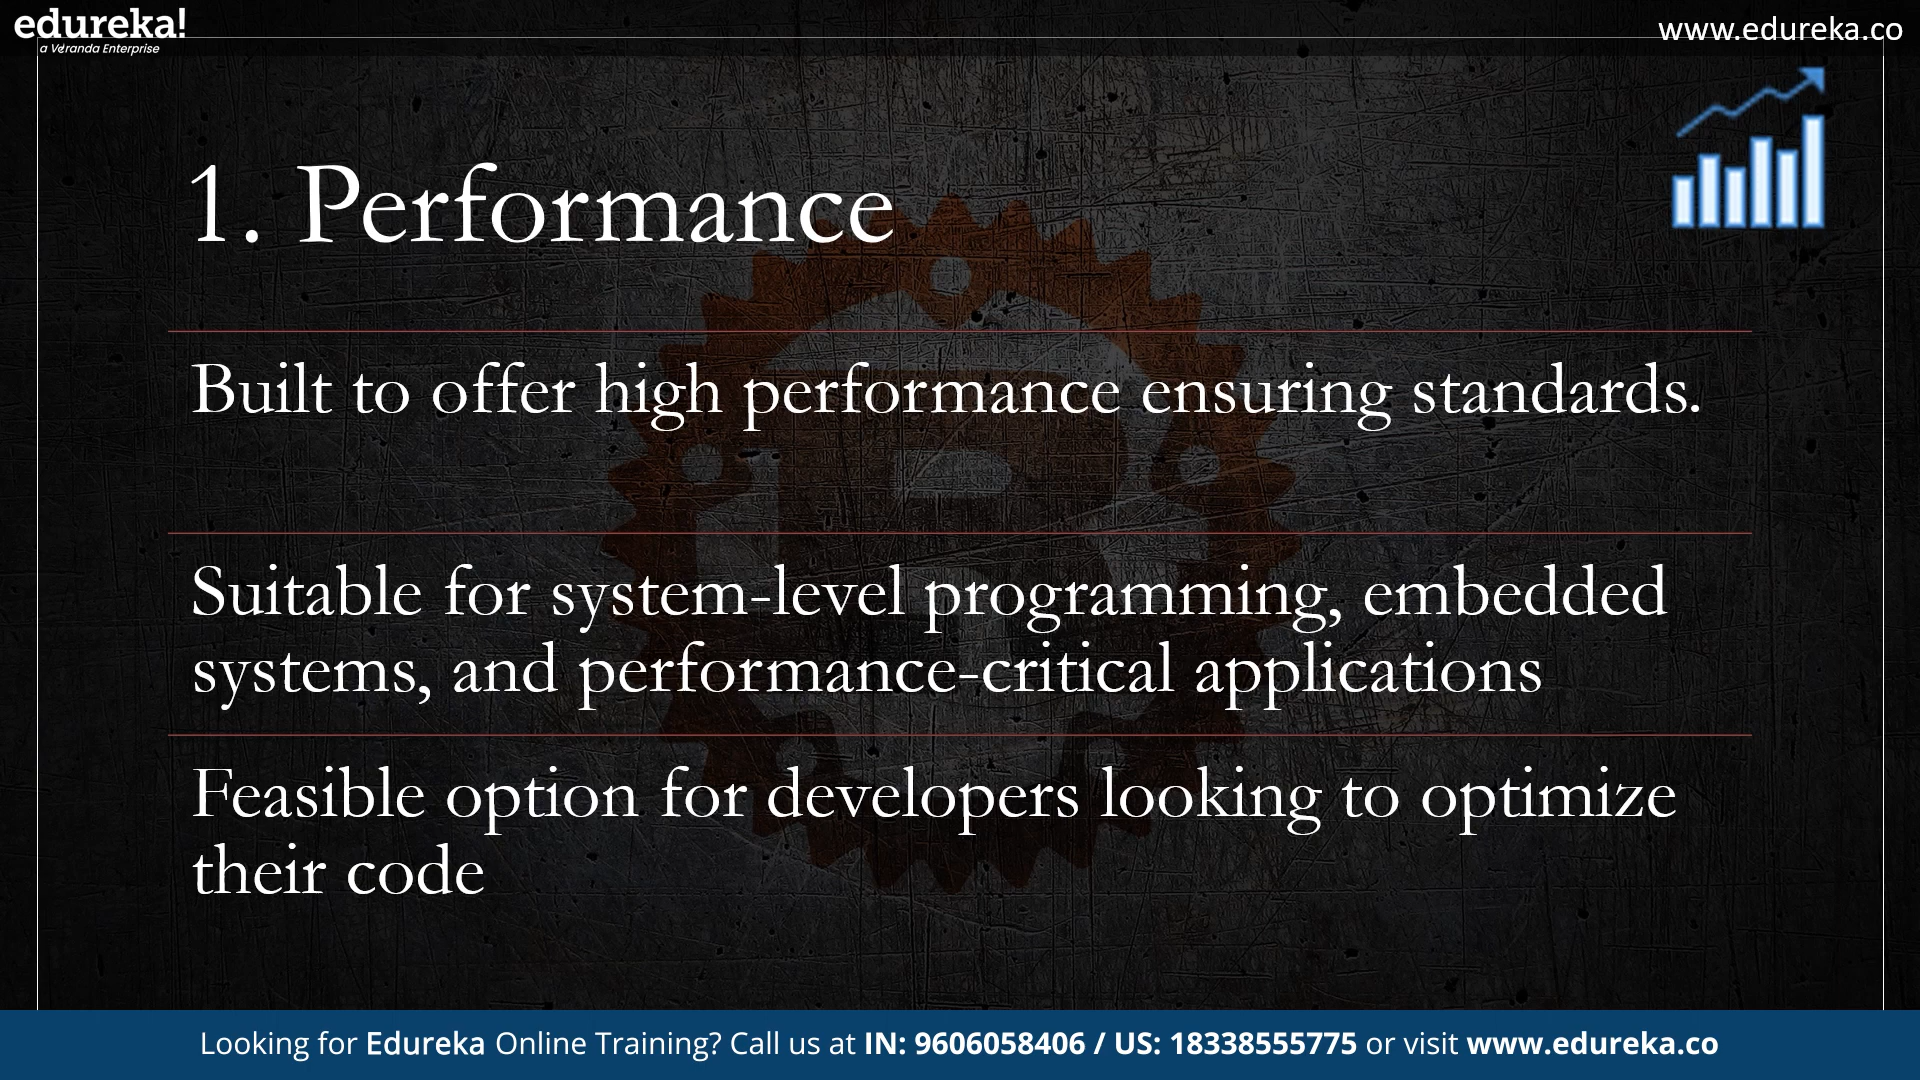 edureka!
a Veranda Enterprise
www.edureka.co
1. Performance
Built to offer high performance ensuring standards.
Suitable for system-level programming, embedded
systems, and performance-critical applications
Feasible option for developers looking to optimize
their code
Looking for Edureka Online Training? Call us at IN: 9606058406 / US: 18338555775 or visit www.edureka.co